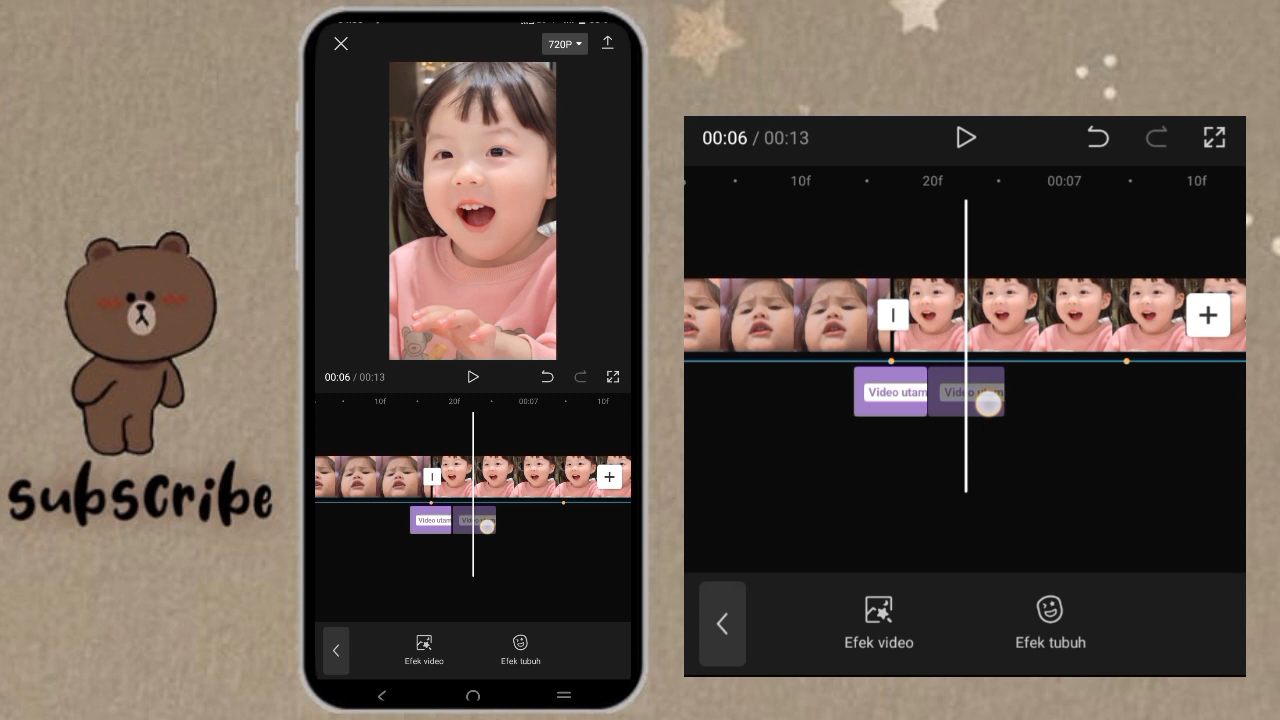 subscribe
720P
00:06 / 00:13
10f
20f
00:07
10f
Video utam
Efek video
Efek tubuh
00:06 / 00:13
10f
20f
00:07
10f
Video utam
Efek video
Efek tubuh